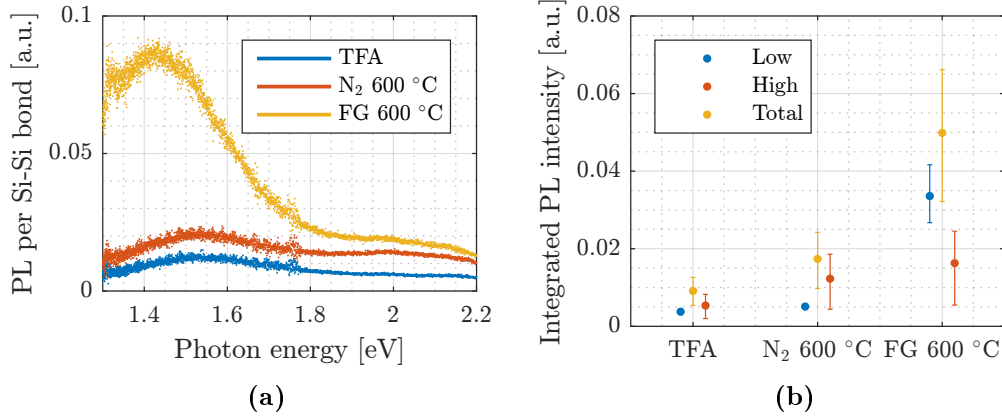 PL per Si-Si bond [a.u.]
0.1
0.05
0
TFA
N₂ 600 °C
FG 600 °C
1.4 1.6 1.8 2 2.2
Photon energy [eV]
(a)
Integrated PL intensity [a.u.]
0.08
0.06
0.04
0.02
0
Low
High
Total
TFA N₂ 600 °C FG 600 °C
(b)